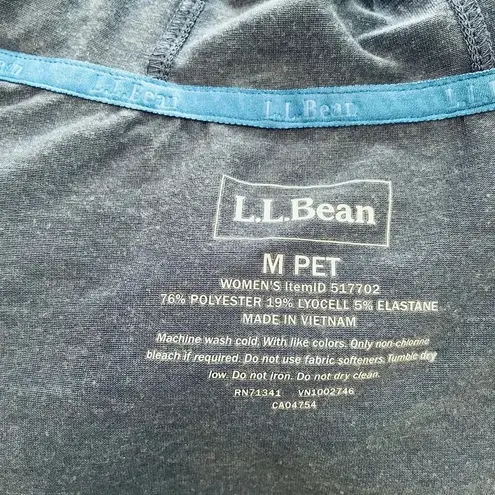 L.L.Bean L.L.Bean L.L
L.L.Bean
M PET
WOMEN'S ItemID 517702
76% POLYESTER 19% LYOCELL 5% ELASTANE
MADE IN VIETNAM
Machine wash cold. With like colors. Only non-chlorine
bleach if required. Do not use fabric softeners. Tumble dry
low. Do not iron. Do not dry clean.
RN71341 VN1002746
CA04754